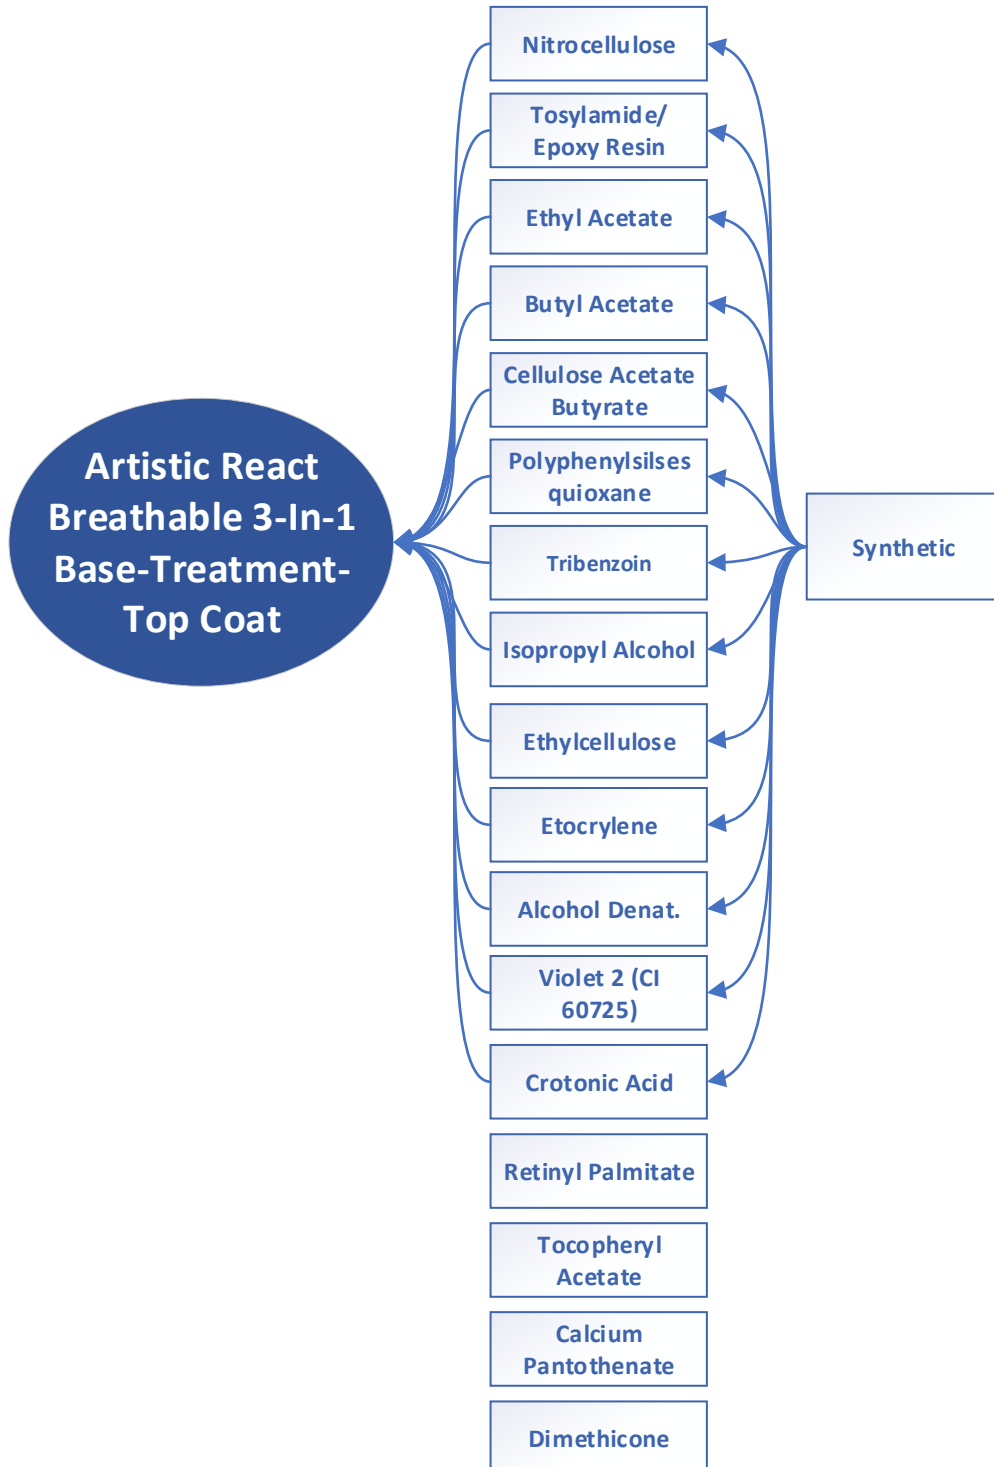 Nitrocellulose
Tosylamide/
Epoxy Resin
Ethyl Acetate
Butyl Acetate
Cellulose Acetate
Butyrate
Polyphenylsilses
quioxane
Tribenzoin
Isopropyl Alcohol
Ethylcellulose
Etocrylene
Alcohol Denat.
Violet 2 (CI
60725)
Crotonic Acid
Retinyl Palmitate
Tocopheryl
Acetate
Calcium
Pantothenate
Dimethicone
Artistic React
Breathable 3-In-1
Base-Treatment-
Top Coat
Synthetic